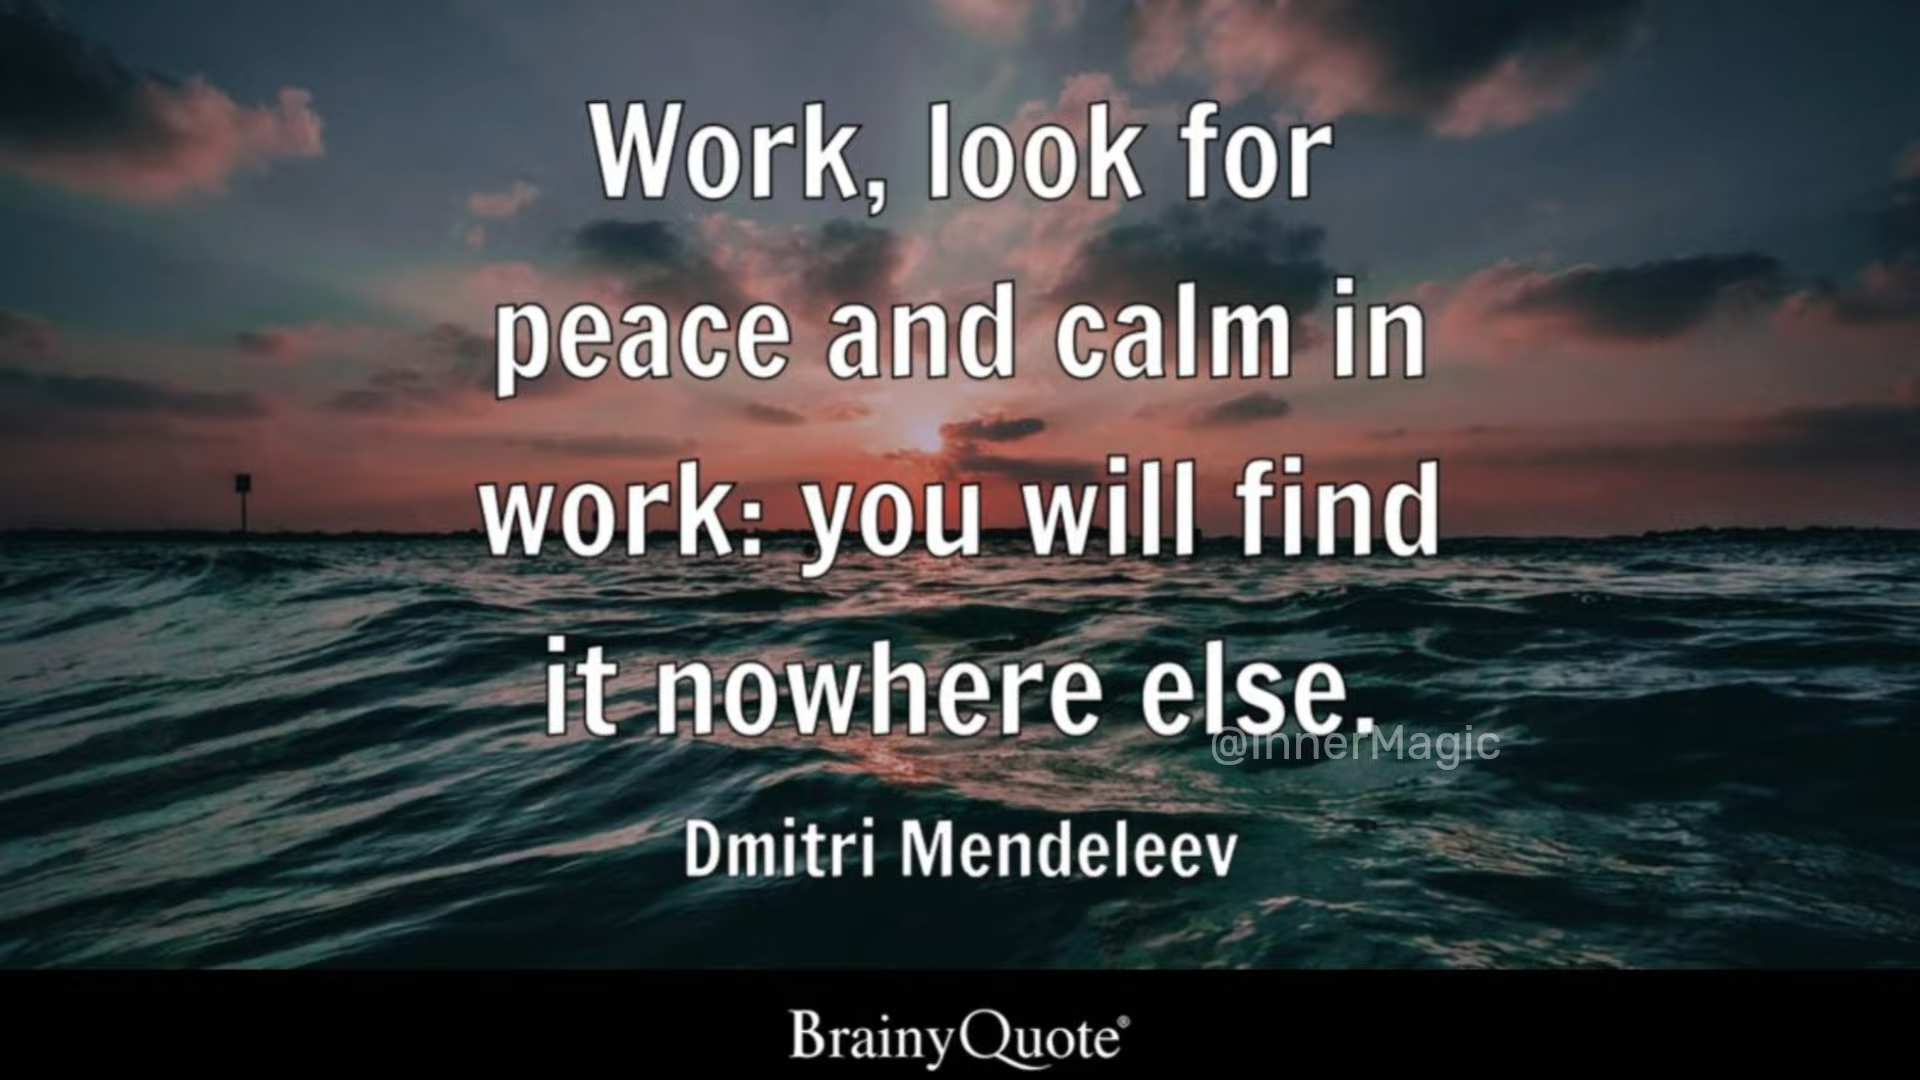 Work, look for
peace and calm in
work: you will find
it nowhere else.
@InnerMagic
Dmitri Mendeleev
BrainyQuote®